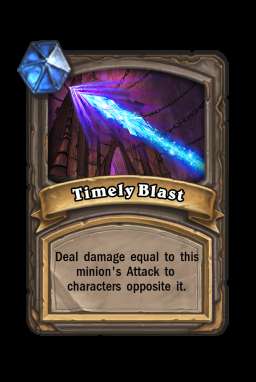 Timely Blast
Deal damage equal to this
minion's Attack to
characters opposite it.